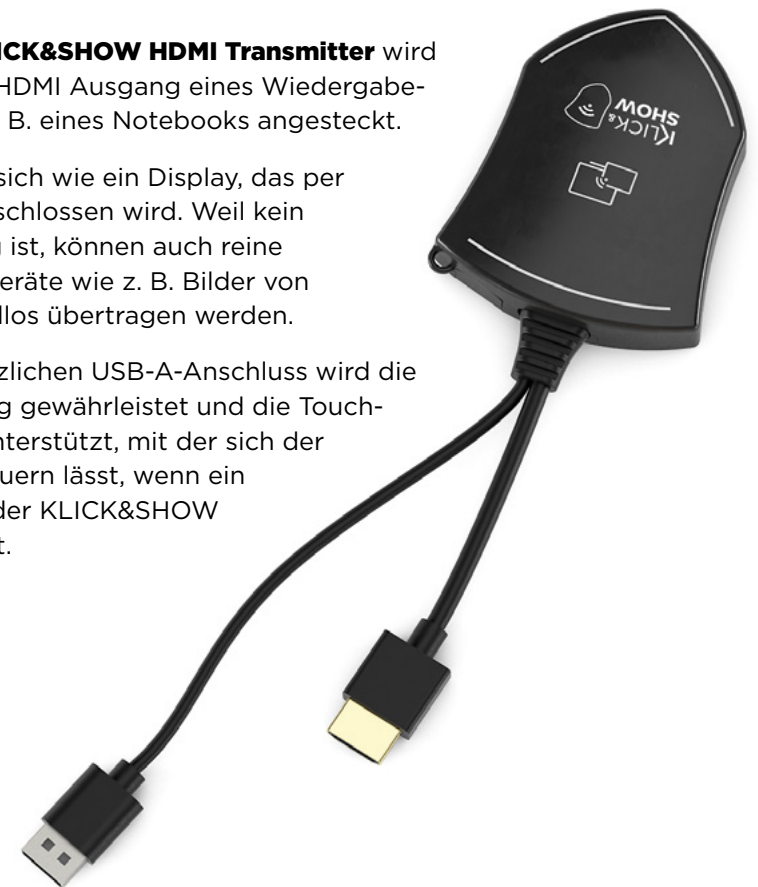 ICK&SHOW HDMI Transmitter wird
HDMI Ausgang eines Wiedergabe-
B. eines Notebooks angesteckt.
sich wie ein Display, das per
schlossen wird. Weil kein
g ist, können auch reine
eräte wie z. B. Bilder von
llos übertragen werden.
zlichen USB-A-Anschluss wird die
g gewährleistet und die Touch-
nterstützt, mit der sich der
uern lässt, wenn ein
der KLICK&SHOW
t.
KLICK&
SHOW